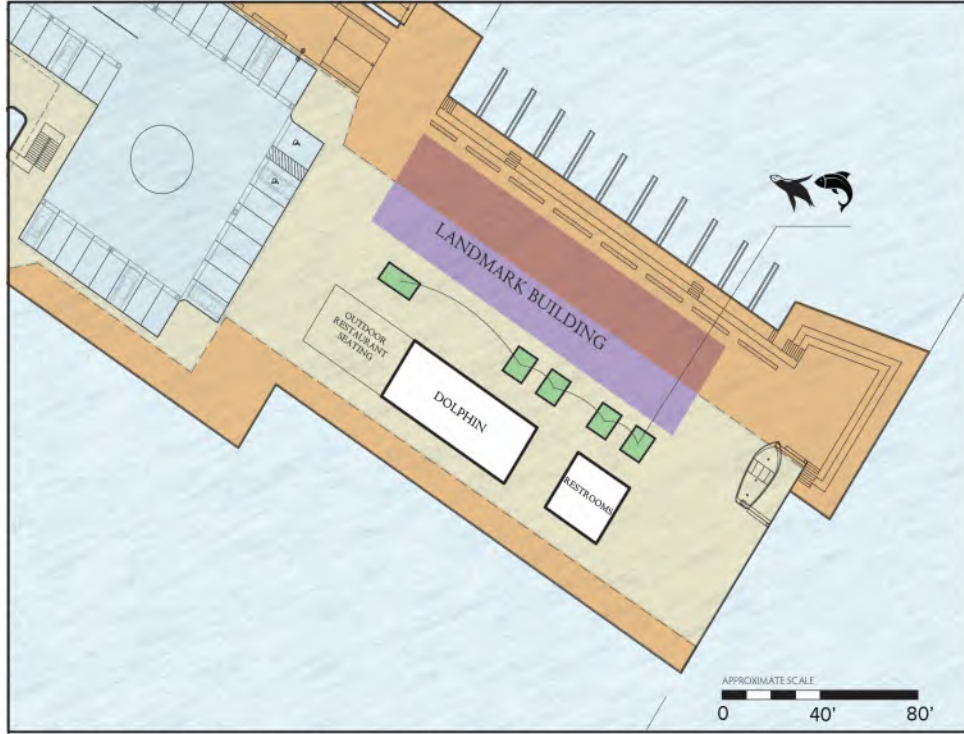 LANDMARK BUILDING
OUTDOOR
RESTAURANT
SEATING
DOLPHIN
RESTROOMS
APPROXIMATE SCALE
0 40' 80'